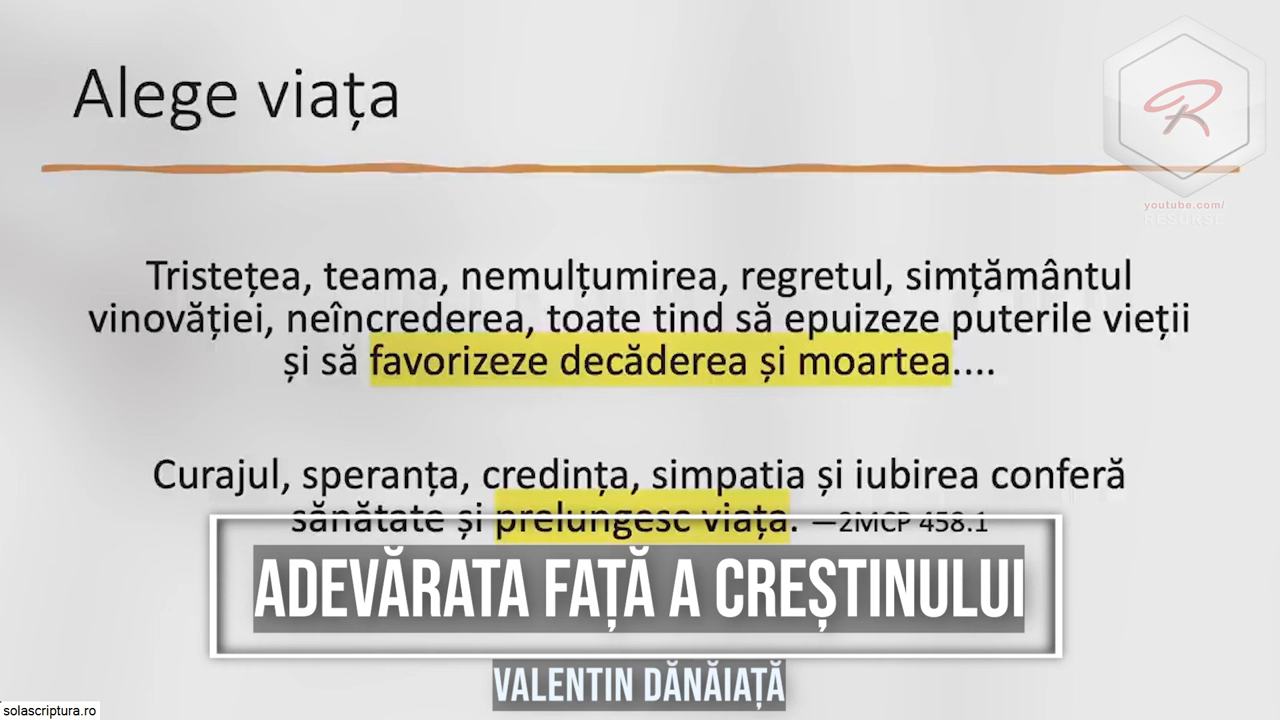 Alege viața
youtube.com/
RESURSE
Tristețea, teama, nemulțumirea, regretul, simțământul
vinovăției, neîncrederea, toate tind să epuizeze puterile vieții
și să favorizeze decăderea și moartea....
Curajul, speranța, credința, simpatia și iubirea conferă
sănătate și prelungesc viața. —2MCP 458.1
ADEVĂRATA FAȚĂ A CREȘTINULUI
VALENTIN DĂNĂIAȚĂ
solascriptura.ro